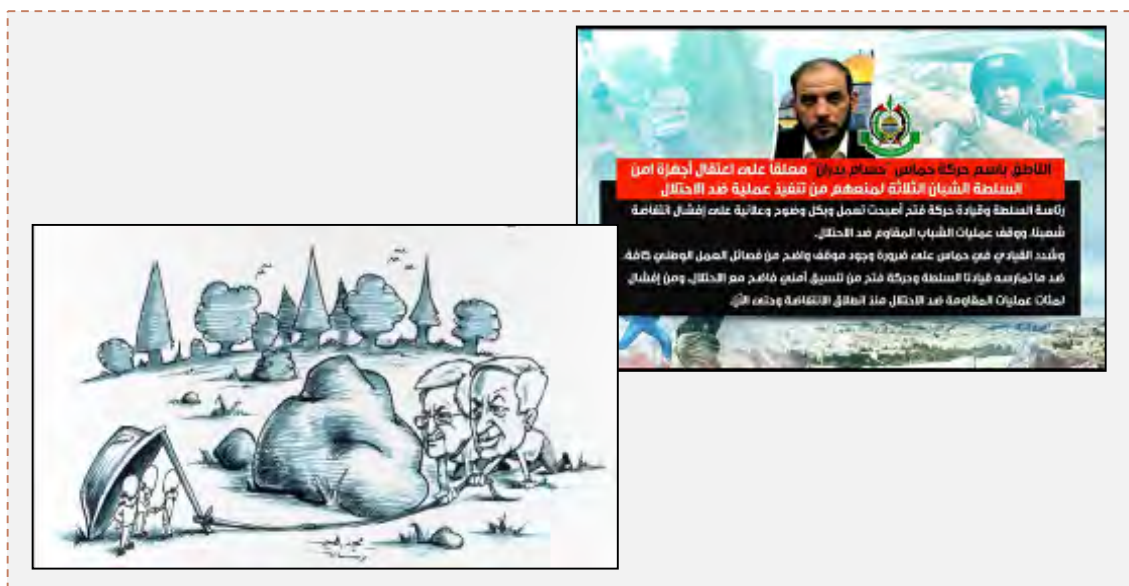 الناطق باسم حركة حماس "حسام بدران" معلقا على اعتقال أجهزة امن
السلطة الشبان الثلاثة لمنعهم من تنفيذ عملية ضد الاحتلال
رئاسة السلطة وقيادة حركة فتح أصبحت تعمل وبكل وضوح وعلانية على إفشال انتفاضة
شعبنا، ووقف عمليات الشباب المقاوم ضد الاحتلال.
وشدد القيادي في حماس على ضرورة وجود موقف واضح من فصائل العمل الوطني كافة،
ضد ما تمارسه قيادتا السلطة وحركة فتح من تنسيق أمني فاضح مع الاحتلال، ومن إفشال
لمئات عمليات المقاومة ضد الاحتلال منذ انطلاق الانتفاضة وحتى الآن.